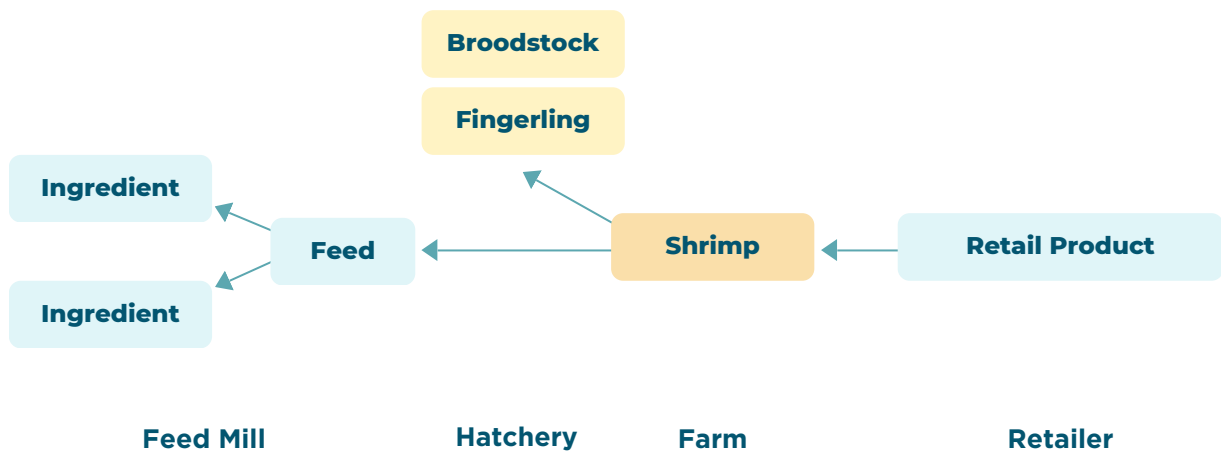 Broodstock
Fingerling
Ingredient
Feed
Shrimp
Retail Product
Ingredient
Feed Mill
Hatchery
Farm
Retailer